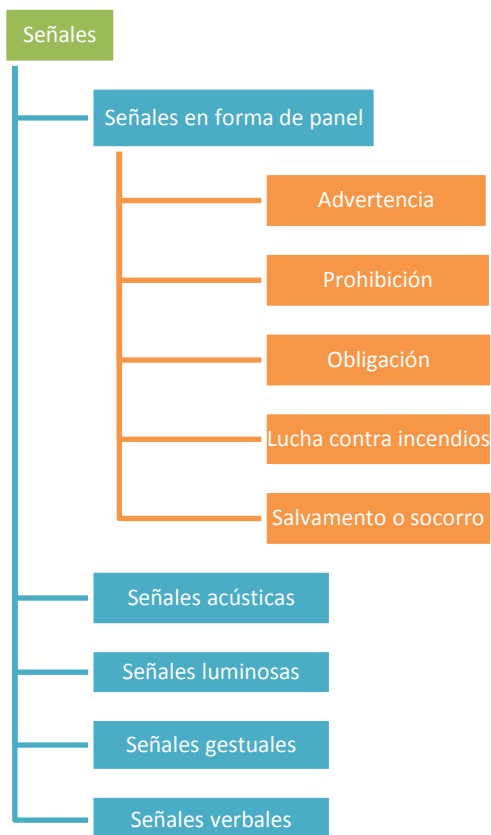 Señales
Señales en forma de panel
Advertencia
Prohibición
Obligación
Lucha contra incendios
Salvamento o socorro
Señales acústicas
Señales luminosas
Señales gestuales
Señales verbales